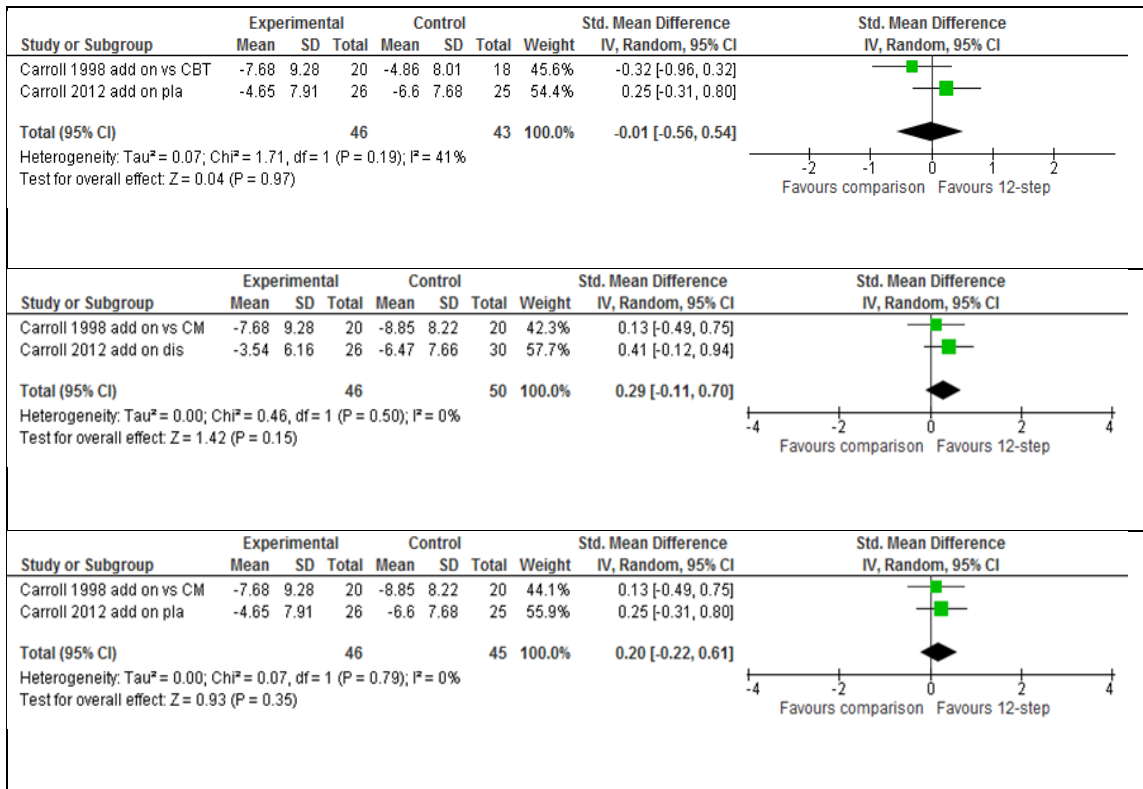 Experimental Control Std. Mean Difference Std. Mean Difference
Study or Subgroup Mean SD Total Mean SD Total Weight IV, Random, 95% CI IV, Random, 95% CI
Carroll 1998 add on vs CBT -7.68 9.28 20 -4.86 8.01 18 45.6% -0.32 [-0.96, 0.32]
Carroll 2012 add on pla -4.65 7.91 26 -6.6 7.68 25 54.4% 0.25 [-0.31, 0.80]
Total (95% CI) 46 43 100.0% -0.01 [-0.56, 0.54]
Heterogeneity: Tau² = 0.07; Chi² = 1.71, df = 1 (P = 0.19); I² = 41%
Test for overall effect: Z = 0.04 (P = 0.97)
-2 -1 0 1 2
Favours comparison Favours 12-step
Experimental Control Std. Mean Difference Std. Mean Difference
Study or Subgroup Mean SD Total Mean SD Total Weight IV, Random, 95% CI IV, Random, 95% CI
Carroll 1998 add on vs CM -7.68 9.28 20 -8.85 8.22 20 42.3% 0.13 [-0.49, 0.75]
Carroll 2012 add on dis -3.54 6.16 26 -6.47 7.66 30 57.7% 0.41 [-0.12, 0.94]
Total (95% CI) 46 50 100.0% 0.29 [-0.11, 0.70]
Heterogeneity: Tau² = 0.00; Chi² = 0.46, df = 1 (P = 0.50); I² = 0%
Test for overall effect: Z = 1.42 (P = 0.15)
-4 -2 0 2 4
Favours comparison Favours 12-step
Experimental Control Std. Mean Difference Std. Mean Difference
Study or Subgroup Mean SD Total Mean SD Total Weight IV, Random, 95% CI IV, Random, 95% CI
Carroll 1998 add on vs CM -7.68 9.28 20 -8.85 8.22 20 44.1% 0.13 [-0.49, 0.75]
Carroll 2012 add on pla -4.65 7.91 26 -6.6 7.68 25 55.9% 0.25 [-0.31, 0.80]
Total (95% CI) 46 45 100.0% 0.20 [-0.22, 0.61]
Heterogeneity: Tau² = 0.00; Chi² = 0.07, df = 1 (P = 0.79); I² = 0%
Test for overall effect: Z = 0.93 (P = 0.35)
-4 -2 0 2 4
Favours comparison Favours 12-step